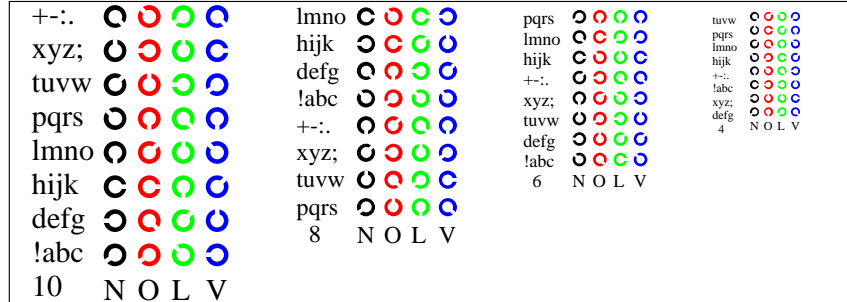 +-:.
xyz;
tuvw
pqrs
lmno
hijk
defg
!abc
10 N O L V
lmno
hijk
defg
!abc
+-:.
xyz;
tuvw
pqrs
8 N O L V
pqrs
lmno
hijk
+-:.
xyz;
tuvw
defg
!abc
6 N O L V
tuvw
pqrs
lmno
hijk
+-:.
!abc
xyz;
defg
4 N O L V